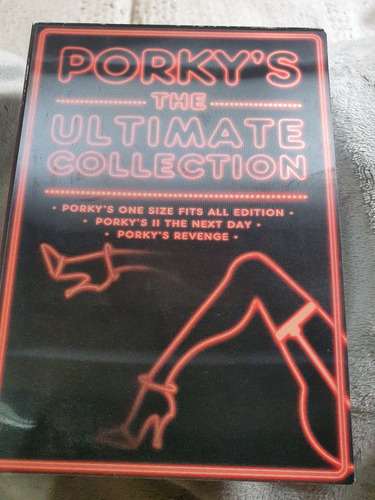 PORKY'S
THE
ULTIMATE
COLLECTION
• PORKY'S ONE SIZE FITS ALL EDITION •
• PORKY'S II THE NEXT DAY •
• PORKY'S REVENGE •